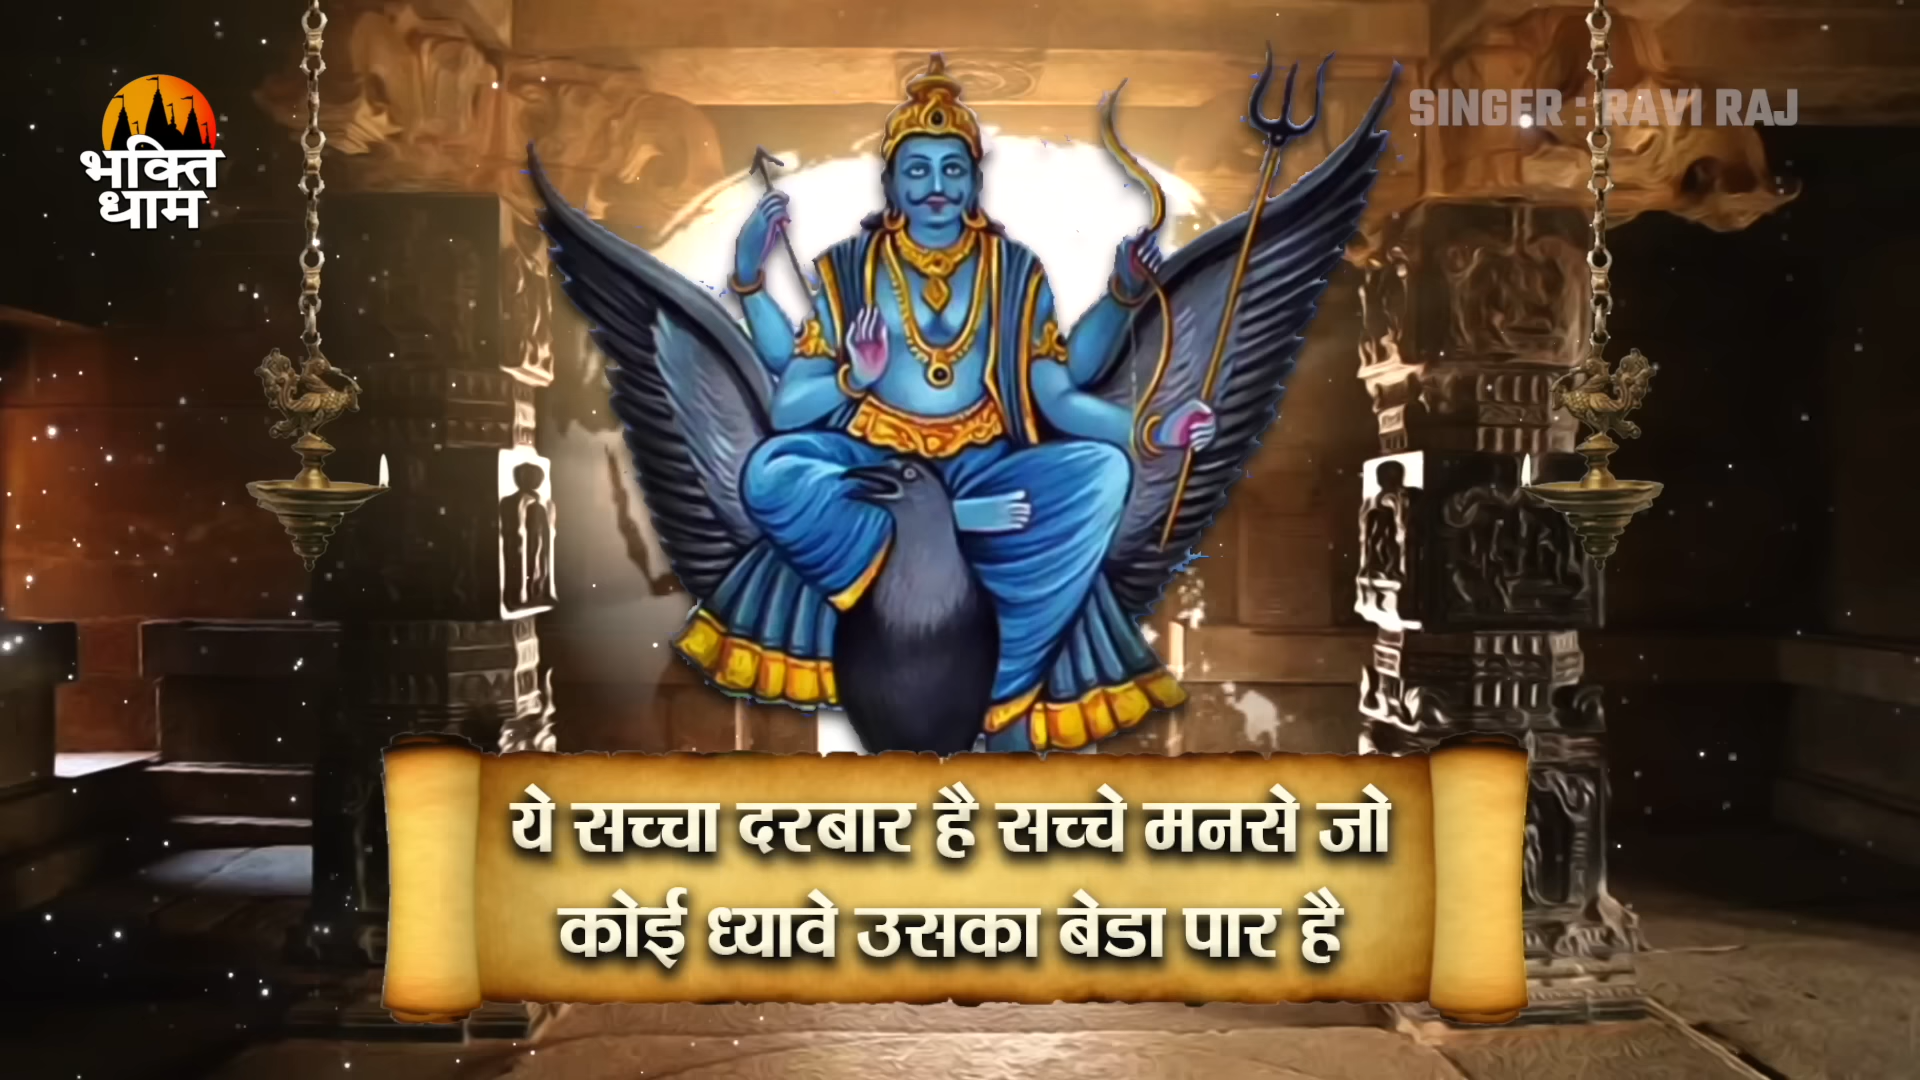 भक्ति
धाम
SINGER : RAVI RAJ
ये सच्चा दरबार है सच्चे मनसे जो
कोई ध्यावे उसका बेडा पार है